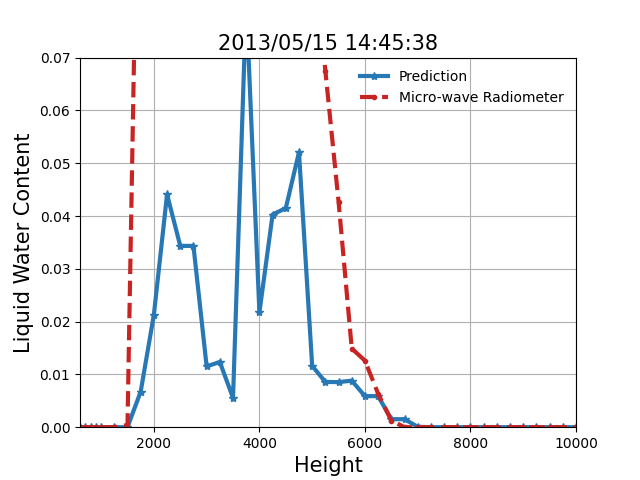 2013/05/15 14:45:38
Prediction
Micro-wave Radiometer
0.07
0.06
0.05
0.04
0.03
0.02
0.01
0.00
Liquid Water Content
2000 4000 6000 8000 10000
Height